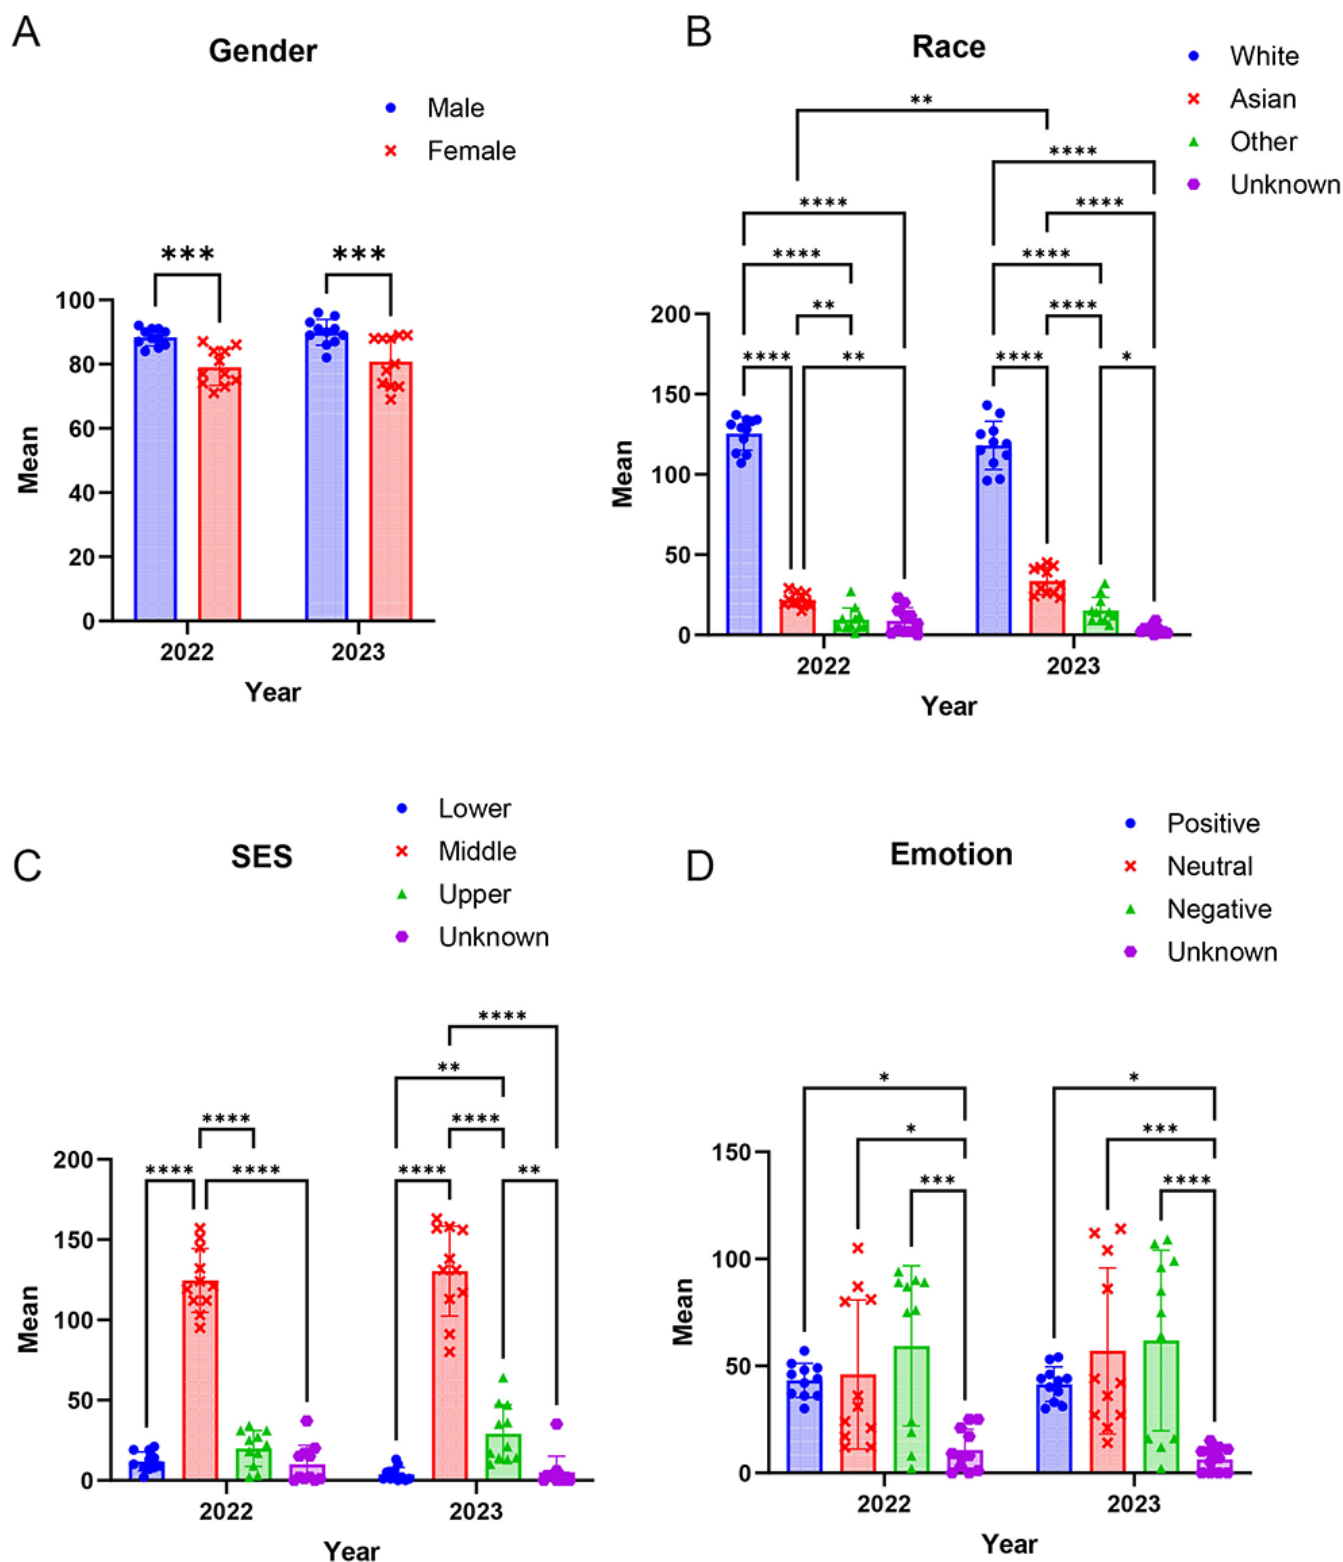 A
Gender
Male
Female
***
***
100
80
60
40
20
0
Mean
2022
2023
Year
B
Race
White
Asian
Other
Unknown
**
****
****
****
****
****
**
****
****
**
****
*
200
150
100
50
0
Mean
2022
2023
Year
C
SES
Lower
Middle
Upper
Unknown
****
**
****
****
****
****
****
**
200
150
100
50
0
Mean
2022
2023
Year
D
Emotion
Positive
Neutral
Negative
Unknown
*
*
*
***
***
****
150
100
50
0
Mean
2022
2023
Year